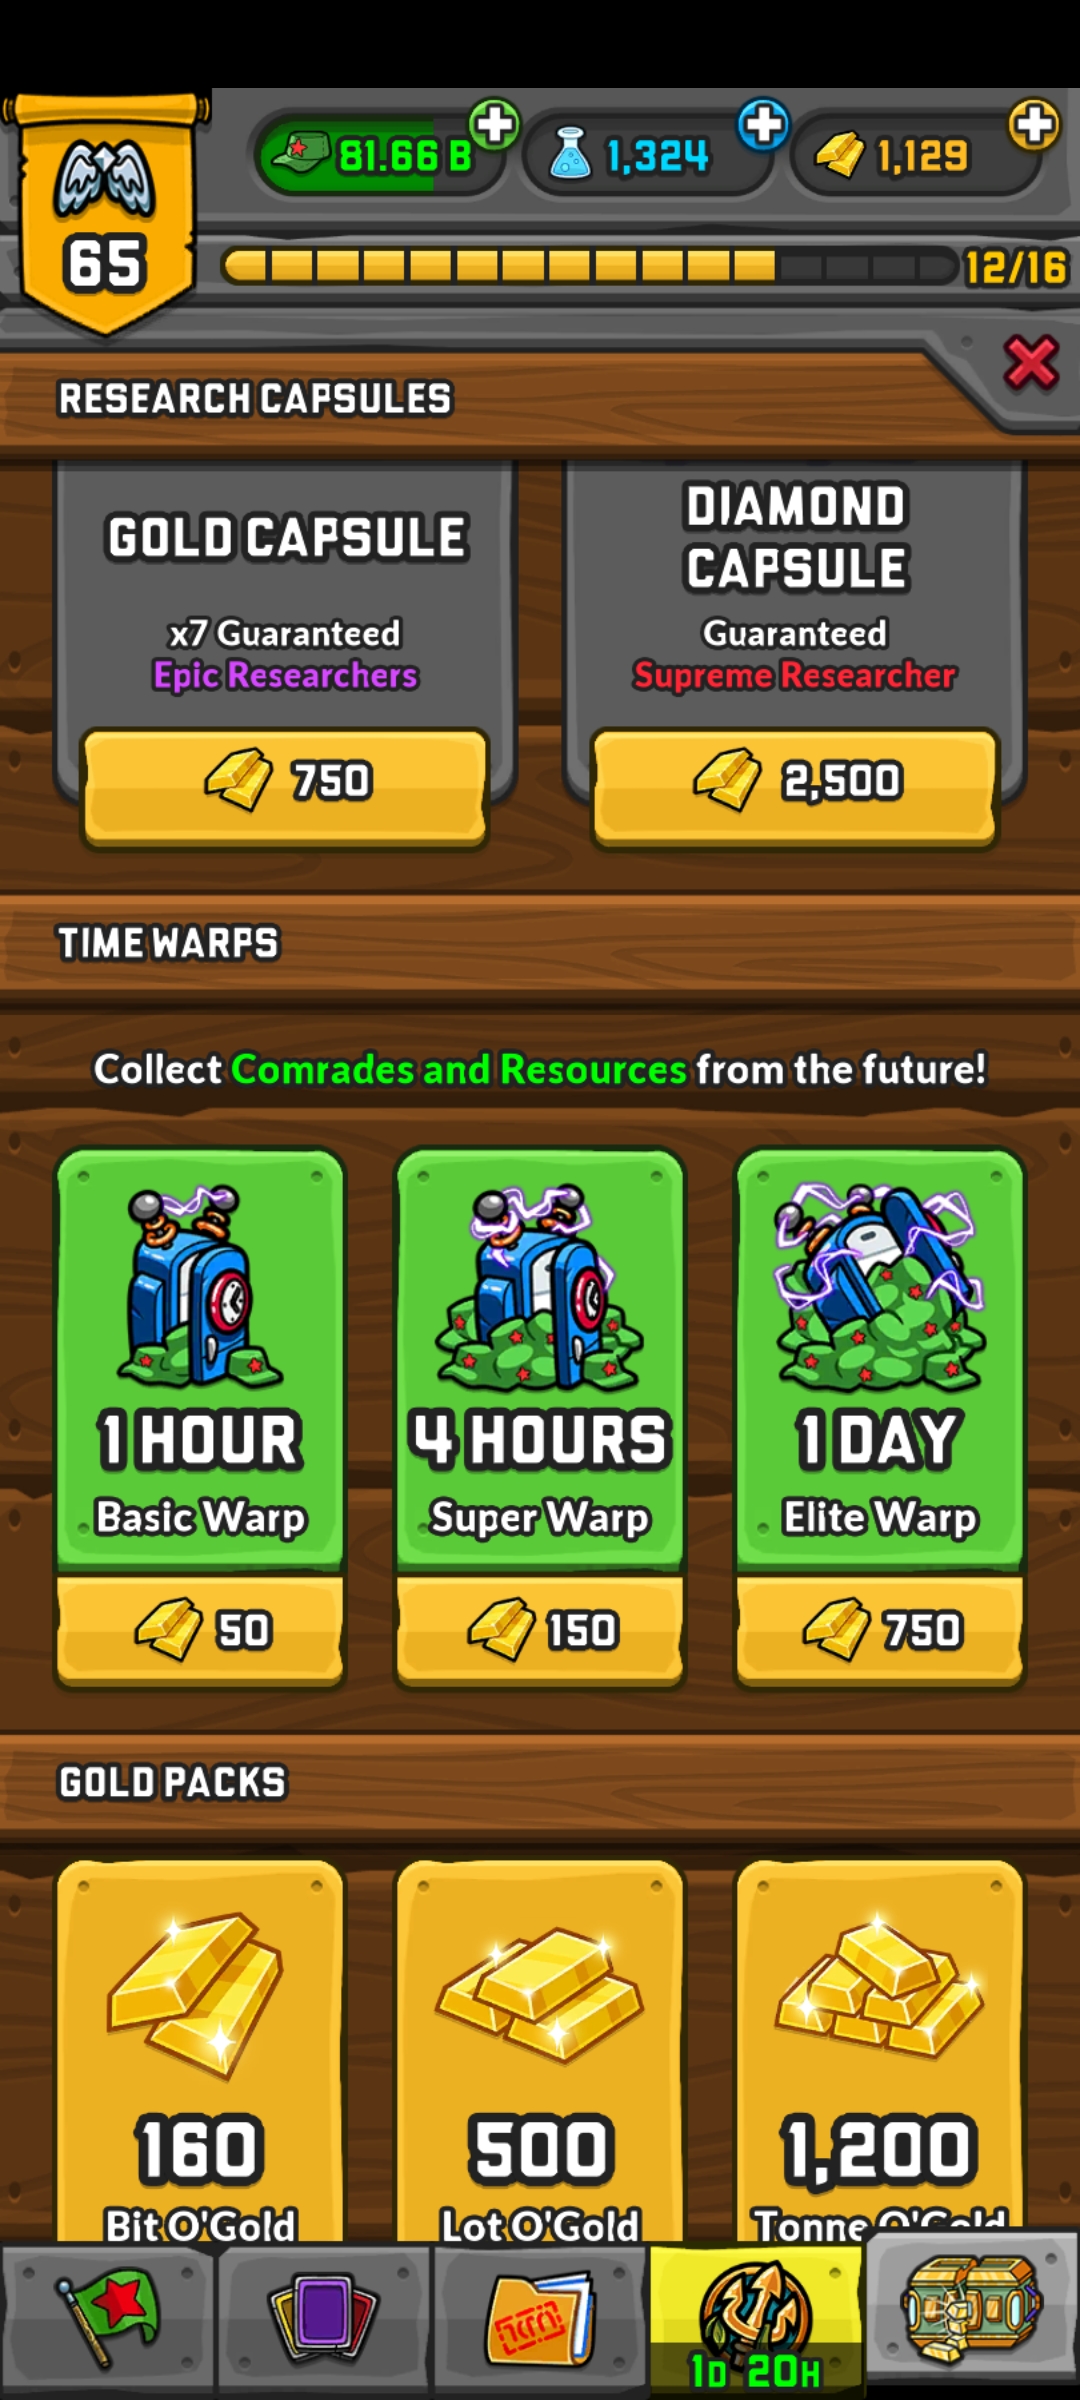 81.66 B
1,324
1,129
65
12/16
RESEARCH CAPSULES
GOLD CAPSULE
x7 Guaranteed
Epic Researchers
750
DIAMOND
CAPSULE
Guaranteed
Supreme Researcher
2,500
TIME WARPS
Collect Comrades and Resources from the future!
1 HOUR
Basic Warp
50
4 HOURS
Super Warp
150
1 DAY
Elite Warp
750
GOLD PACKS
160
Bit O'Gold
500
Lot O'Gold
1,200
Tonne O'Gold
1D 20H